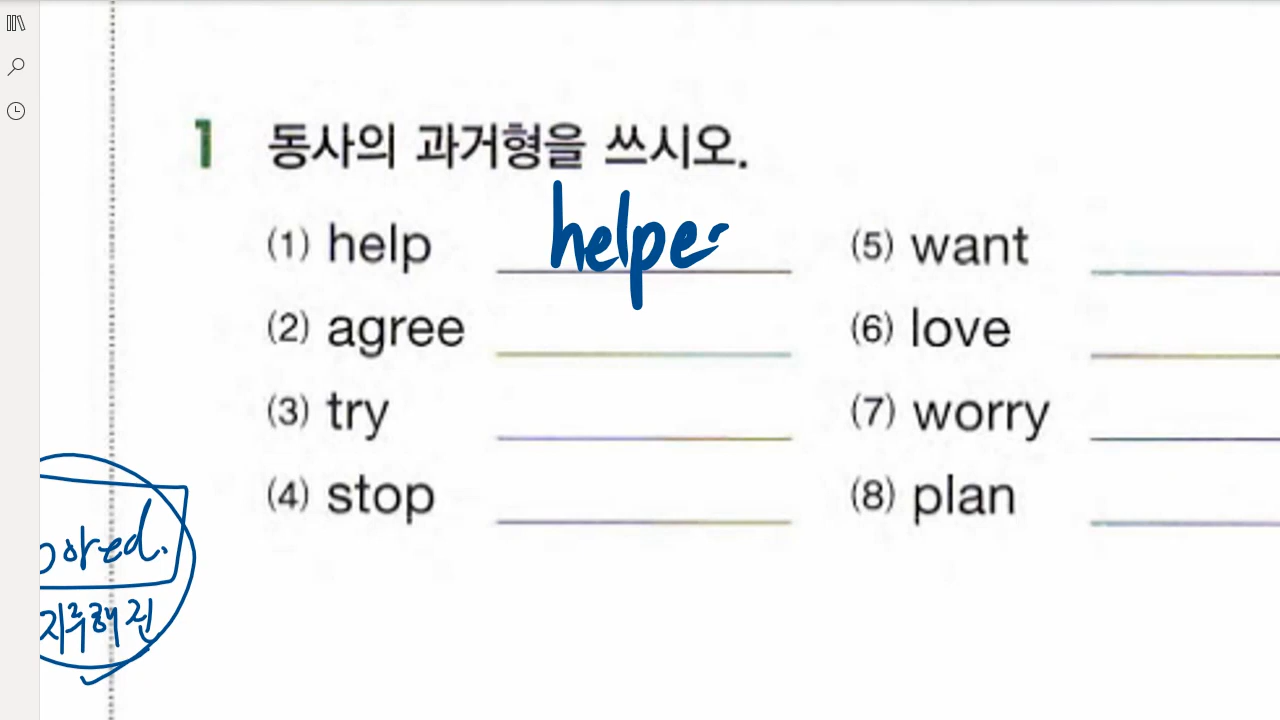 1 동사의 과거형을 쓰시오.
(1) help helpe
(5) want
(2) agree
(6) love
(3) try
(7) worry
(4) stop
(8) plan
ored.
지루해진